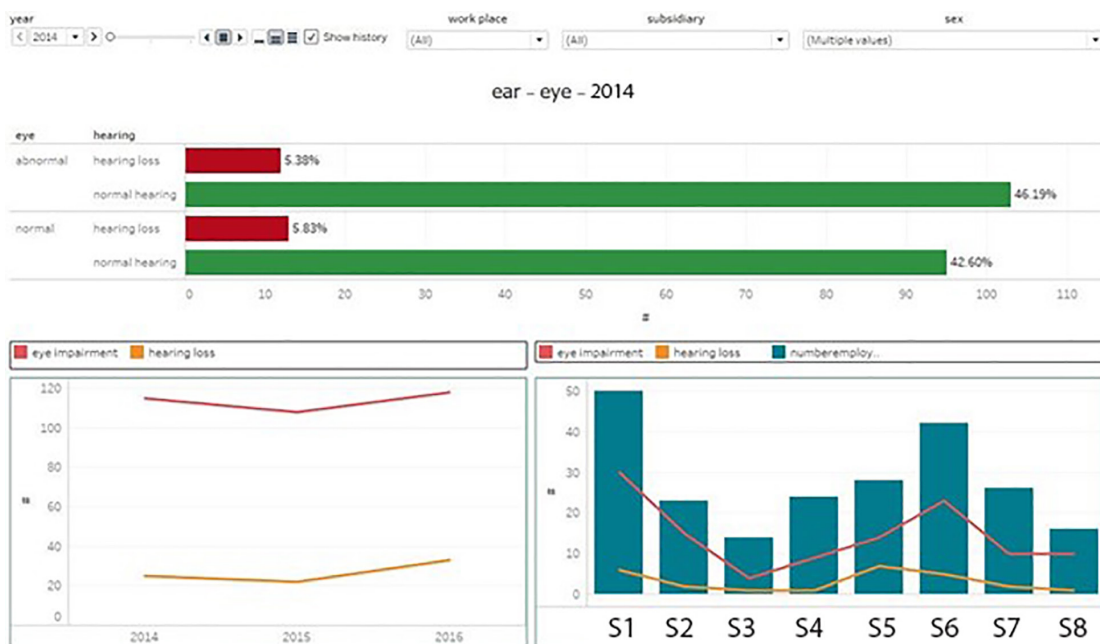 year
work place subsidiary sex
2014 Show history (All) (All) (Multiple values)
ear - eye - 2014
eye hearing
abnormal hearing loss 5.38%
normal hearing 46.19%
normal hearing loss 5.83%
normal hearing 42.60%
0 10 20 30 40 50 60 70 80 90 100 110
#
eye impairment hearing loss
120
100
80
#
60
40
20
0
2014 2015 2016
eye impairment hearing loss numberemploy..
50
40
30
#
20
10
0
S1 S2 S3 S4 S5 S6 S7 S8